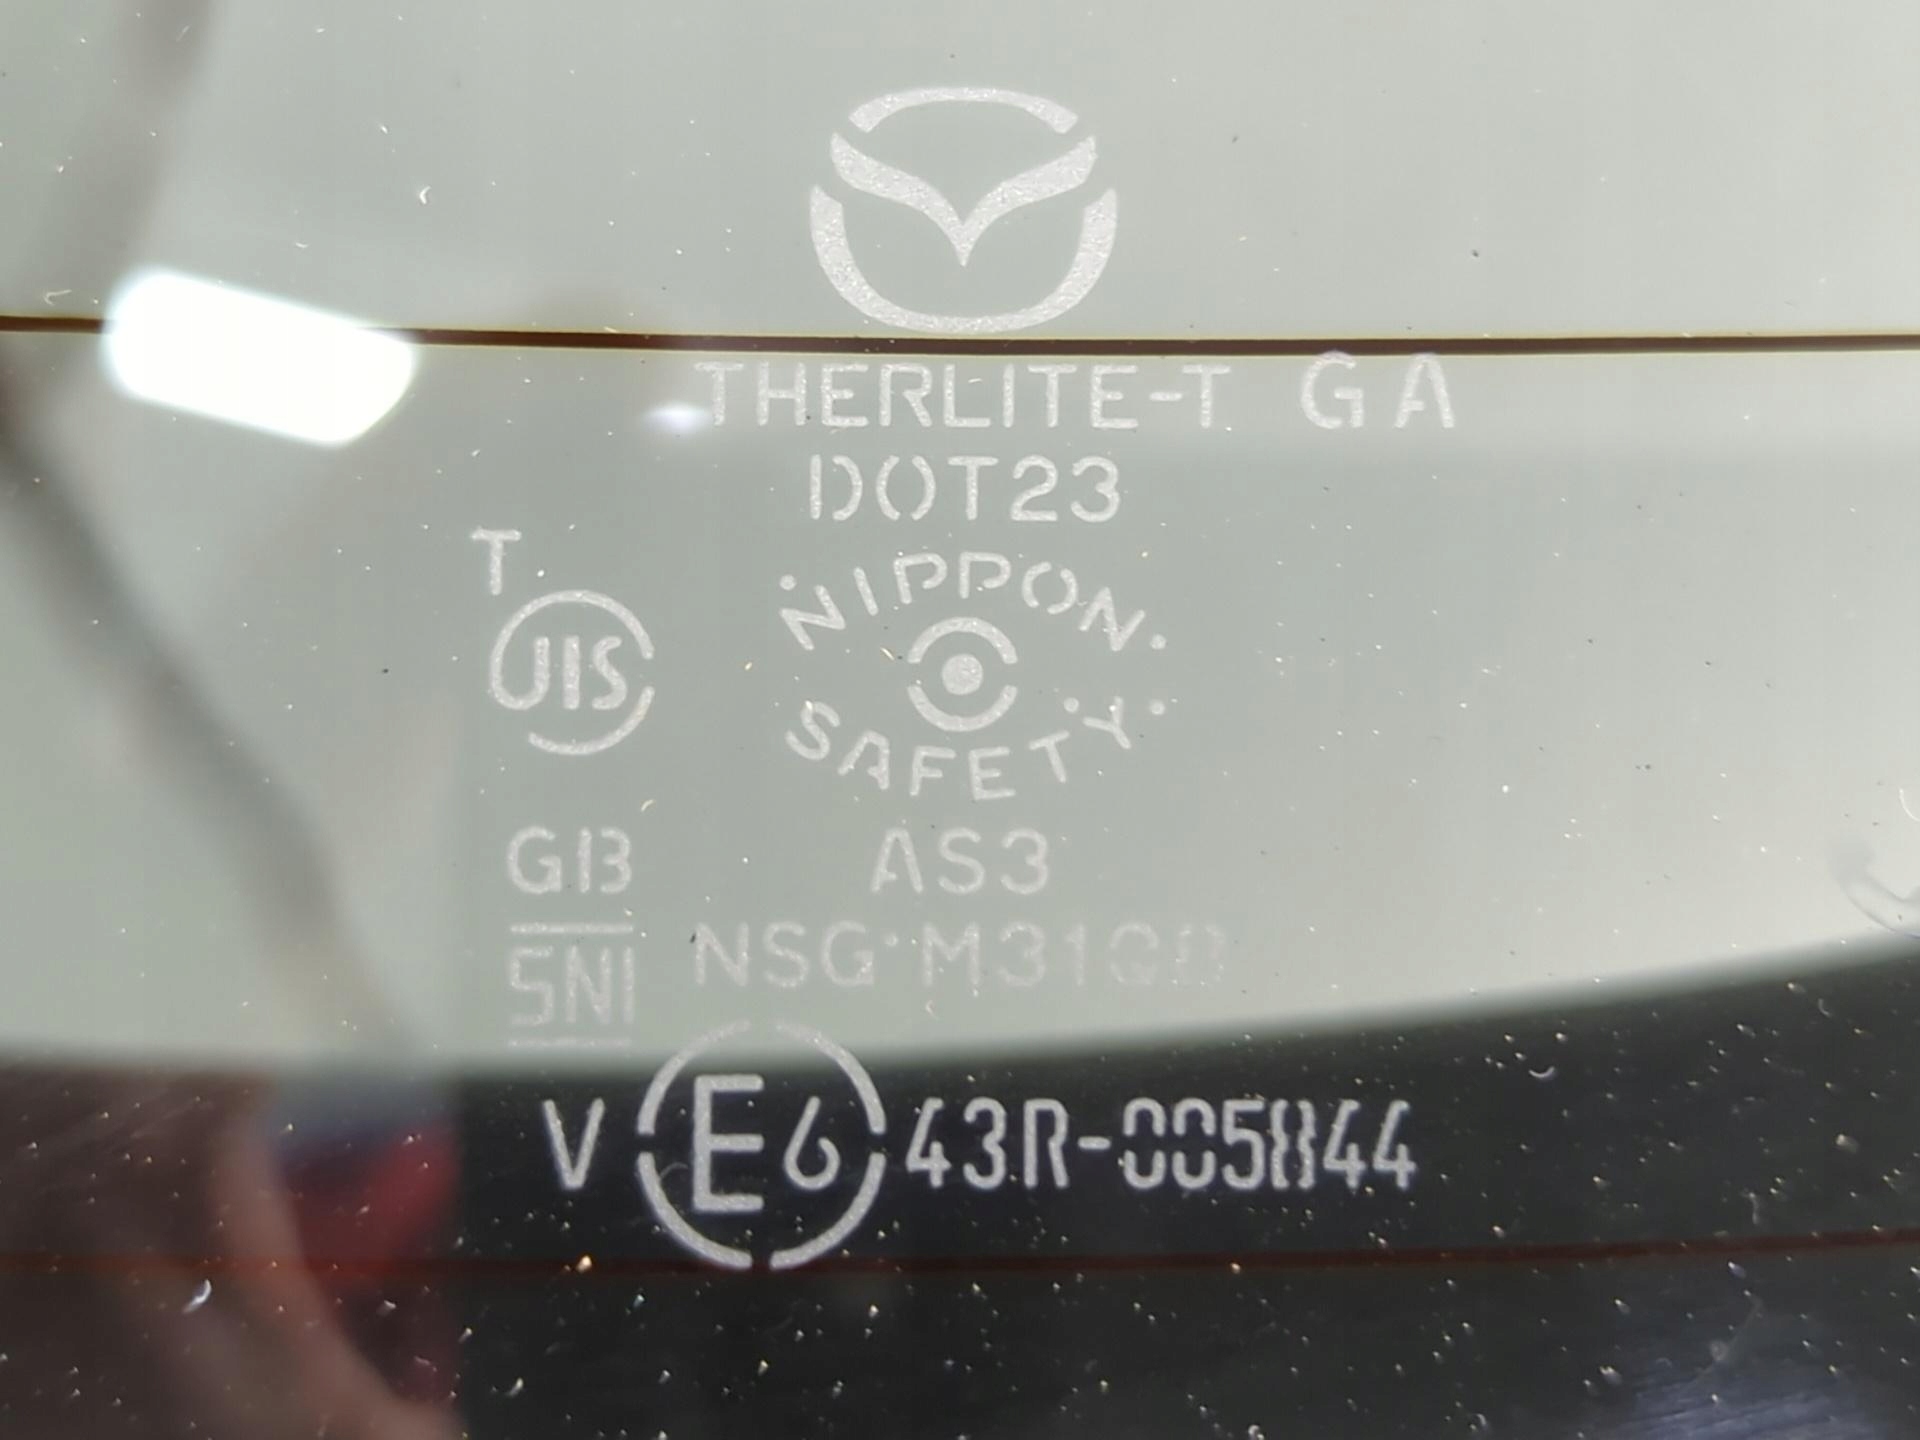 THERLITE-T GA
DOT23
T
JIS
NIPPON
SAFETY
GB
AS3
SNI
NSG M31
V E6 43R-005844